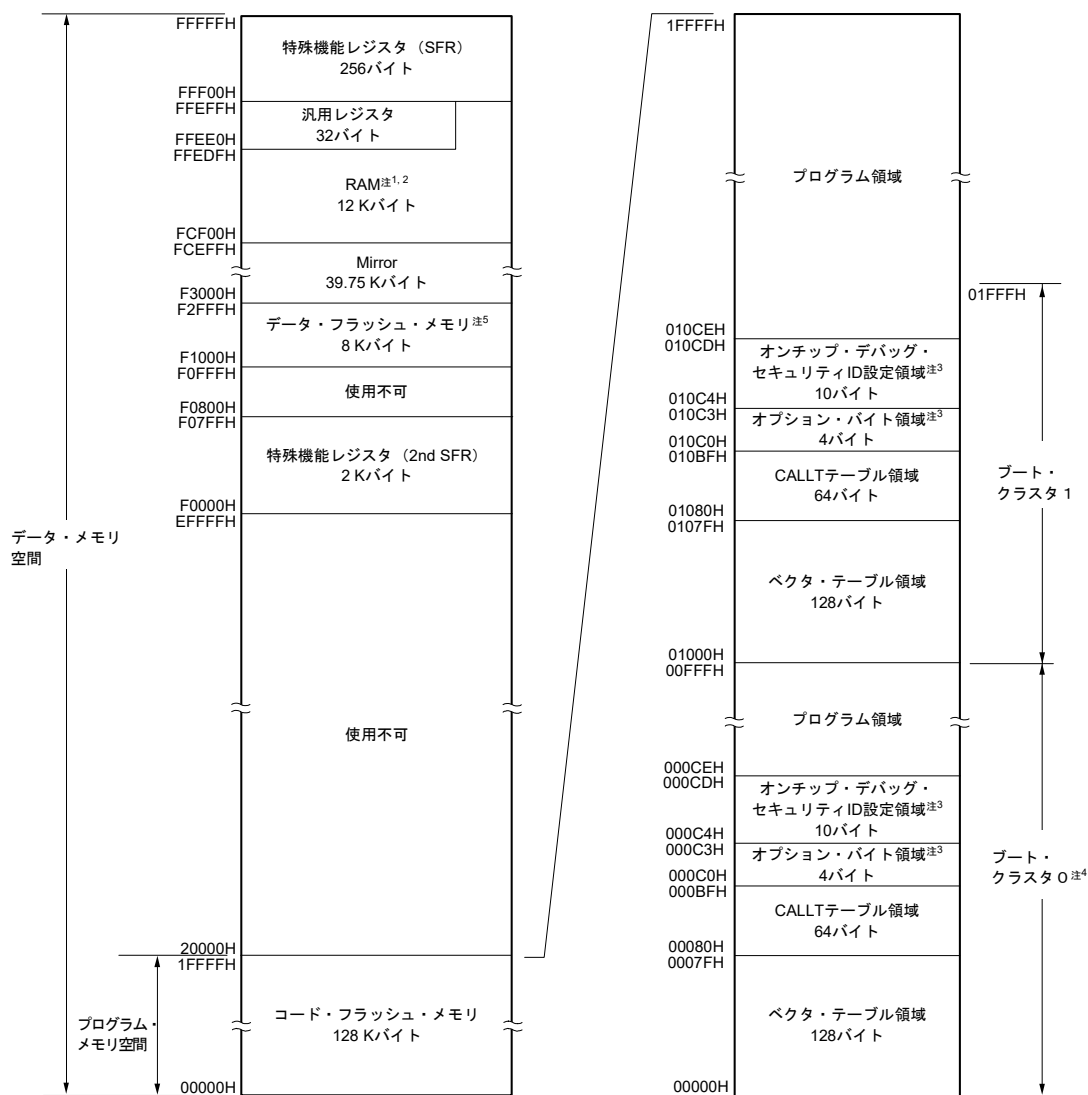 FFFFFH
特殊機能レジスタ（SFR）
256バイト
FFF00H
FFEFFH
汎用レジスタ
32バイト
FFEE0H
FFEDFH
RAM注1, 2
12 Kバイト
FCF00H
FCEFFH
Mirror
39.75 Kバイト
F3000H
F2FFFH
データ・フラッシュ・メモリ注5
8 Kバイト
F1000H
F0FFFH
使用不可
F0800H
F07FFH
特殊機能レジスタ（2nd SFR）
2 Kバイト
F0000H
EFFFFH
データ・メモリ
空間
使用不可
20000H
1FFFFH
プログラム・
メモリ空間
コード・フラッシュ・メモリ
128 Kバイト
00000H
1FFFFH
プログラム領域
01FFFH
010CEH
010CDH
オンチップ・デバッグ・
セキュリティID設定領域注3
10バイト
010C4H
010C3H
オプション・バイト領域注3
4バイト
010C0H
010BFH
CALLTテーブル領域
64バイト
ブート・
クラスタ 1
01080H
0107FH
ベクタ・テーブル領域
128バイト
01000H
00FFFH
プログラム領域
000CEH
000CDH
オンチップ・デバッグ・
セキュリティID設定領域注3
10バイト
000C4H
000C3H
オプション・バイト領域注3
4バイト
000C0H
000BFH
ブート・
クラスタ 0 注4
CALLTテーブル領域
64バイト
00080H
0007FH
ベクタ・テーブル領域
128バイト
00000H